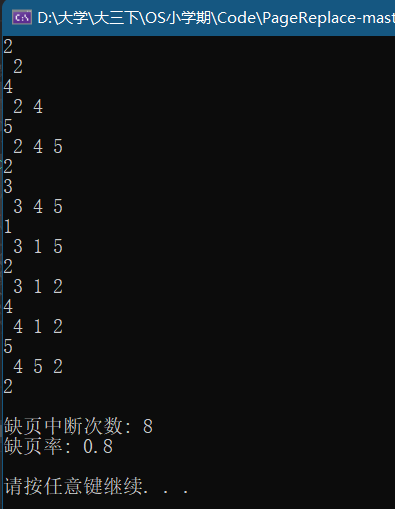 D:\大学\大三下\OS小学期\Code\PageReplace-mast
2
2
4
2 4
5
2 4 5
2
3
3 4 5
1
3 1 5
2
3 1 2
4
4 1 2
5
4 5 2
2
缺页中断次数: 8
缺页率: 0.8
请按任意键继续. . .